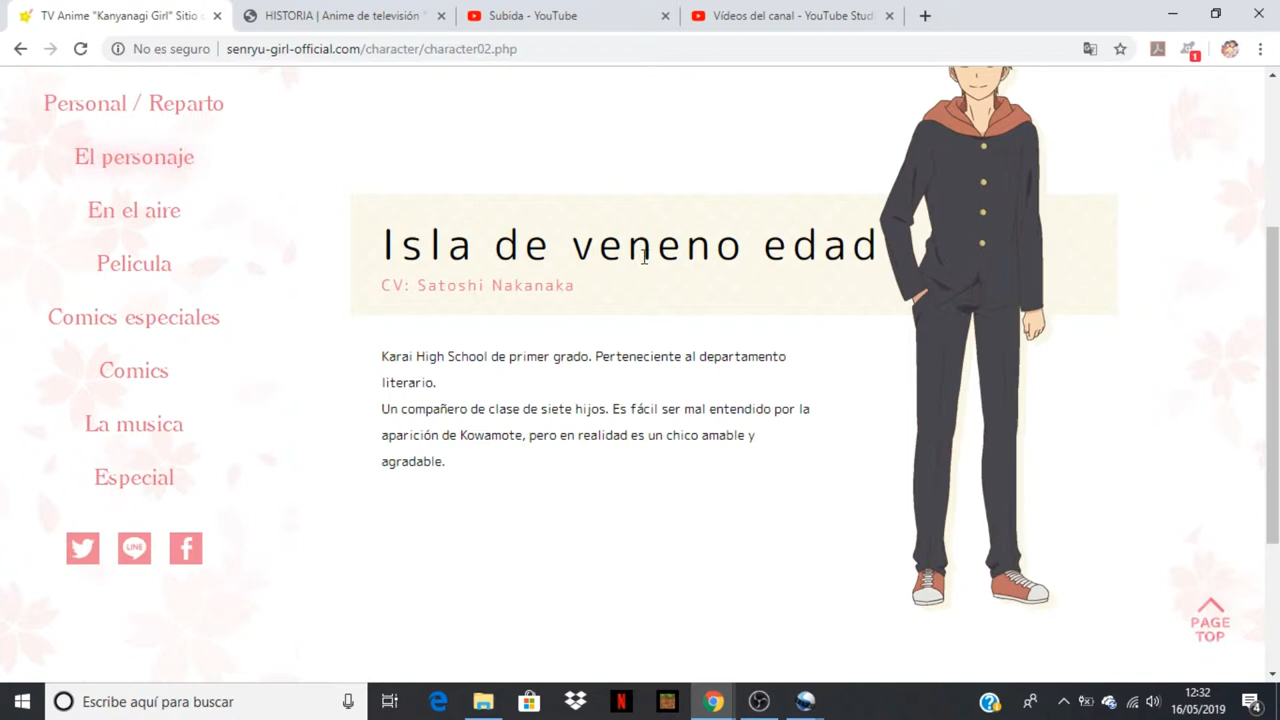 TV Anime "Kanyanagi Girl" Sitio
HISTORIA | Anime de televisión "
Subida - YouTube
Vídeos del canal - YouTube Stud
No es seguro
senryu-girl-official.com/character/character02.php
1
Personal / Reparto
El personaje
En el aire
Pelicula
Comics especiales
Comics
La musica
Especial
LINE
Isla de veneno edad
CV: Satoshi Nakanaka
Karai High School de primer grado. Perteneciente al departamento
literario.
Un compañero de clase de siete hijos. Es fácil ser mal entendido por la
aparición de Kowamote, pero en realidad es un chico amable y
agradable.
PAGE
TOP
Escribe aquí para buscar
12:32
16/05/2019
4